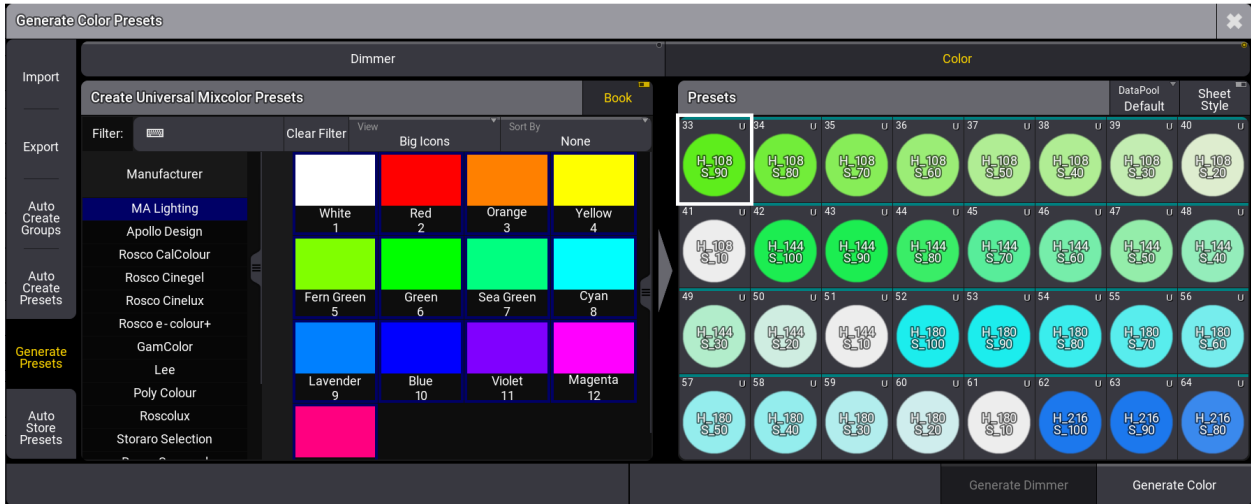 Generate Color Presets
Import
Export
Auto
Create
Groups
Auto
Create
Presets
Generate
Presets
Auto
Store
Presets
Dimmer
Color
Create Universal Mixcolor Presets
Book
Filter:
Clear Filter
View
Big Icons
Sort By
None
Manufacturer
MA Lighting
Apollo Design
Rosco CalColour
Rosco Cinegel
Rosco Cinelux
Rosco e-colour+
GamColor
Lee
Poly Colour
Roscolux
Storaro Selection
White
1
Red
2
Orange
3
Yellow
4
Fern Green
5
Green
6
Sea Green
7
Cyan
8
Lavender
9
Blue
10
Violet
11
Magenta
12
Presets
DataPool
Default
Sheet
Style
33 U
H_108
S_90
34 U
H_108
S_80
35 U
H_108
S_70
36 U
H_108
S_60
37 U
H_108
S_50
38 U
H_108
S_40
39 U
H_108
S_30
40 U
H_108
S_20
41 U
H_108
S_10
42 U
H_144
S_100
43 U
H_144
S_90
44 U
H_144
S_80
45 U
H_144
S_70
46 U
H_144
S_60
47 U
H_144
S_50
48 U
H_144
S_40
49 U
H_144
S_30
50 U
H_144
S_20
51 U
H_144
S_10
52 U
H_180
S_100
53 U
H_180
S_90
54 U
H_180
S_80
55 U
H_180
S_70
56 U
H_180
S_60
57 U
H_180
S_50
58 U
H_180
S_40
59 U
H_180
S_30
60 U
H_180
S_20
61 U
H_180
S_10
62 U
H_216
S_100
63 U
H_216
S_90
64 U
H_216
S_80
Generate Dimmer
Generate Color